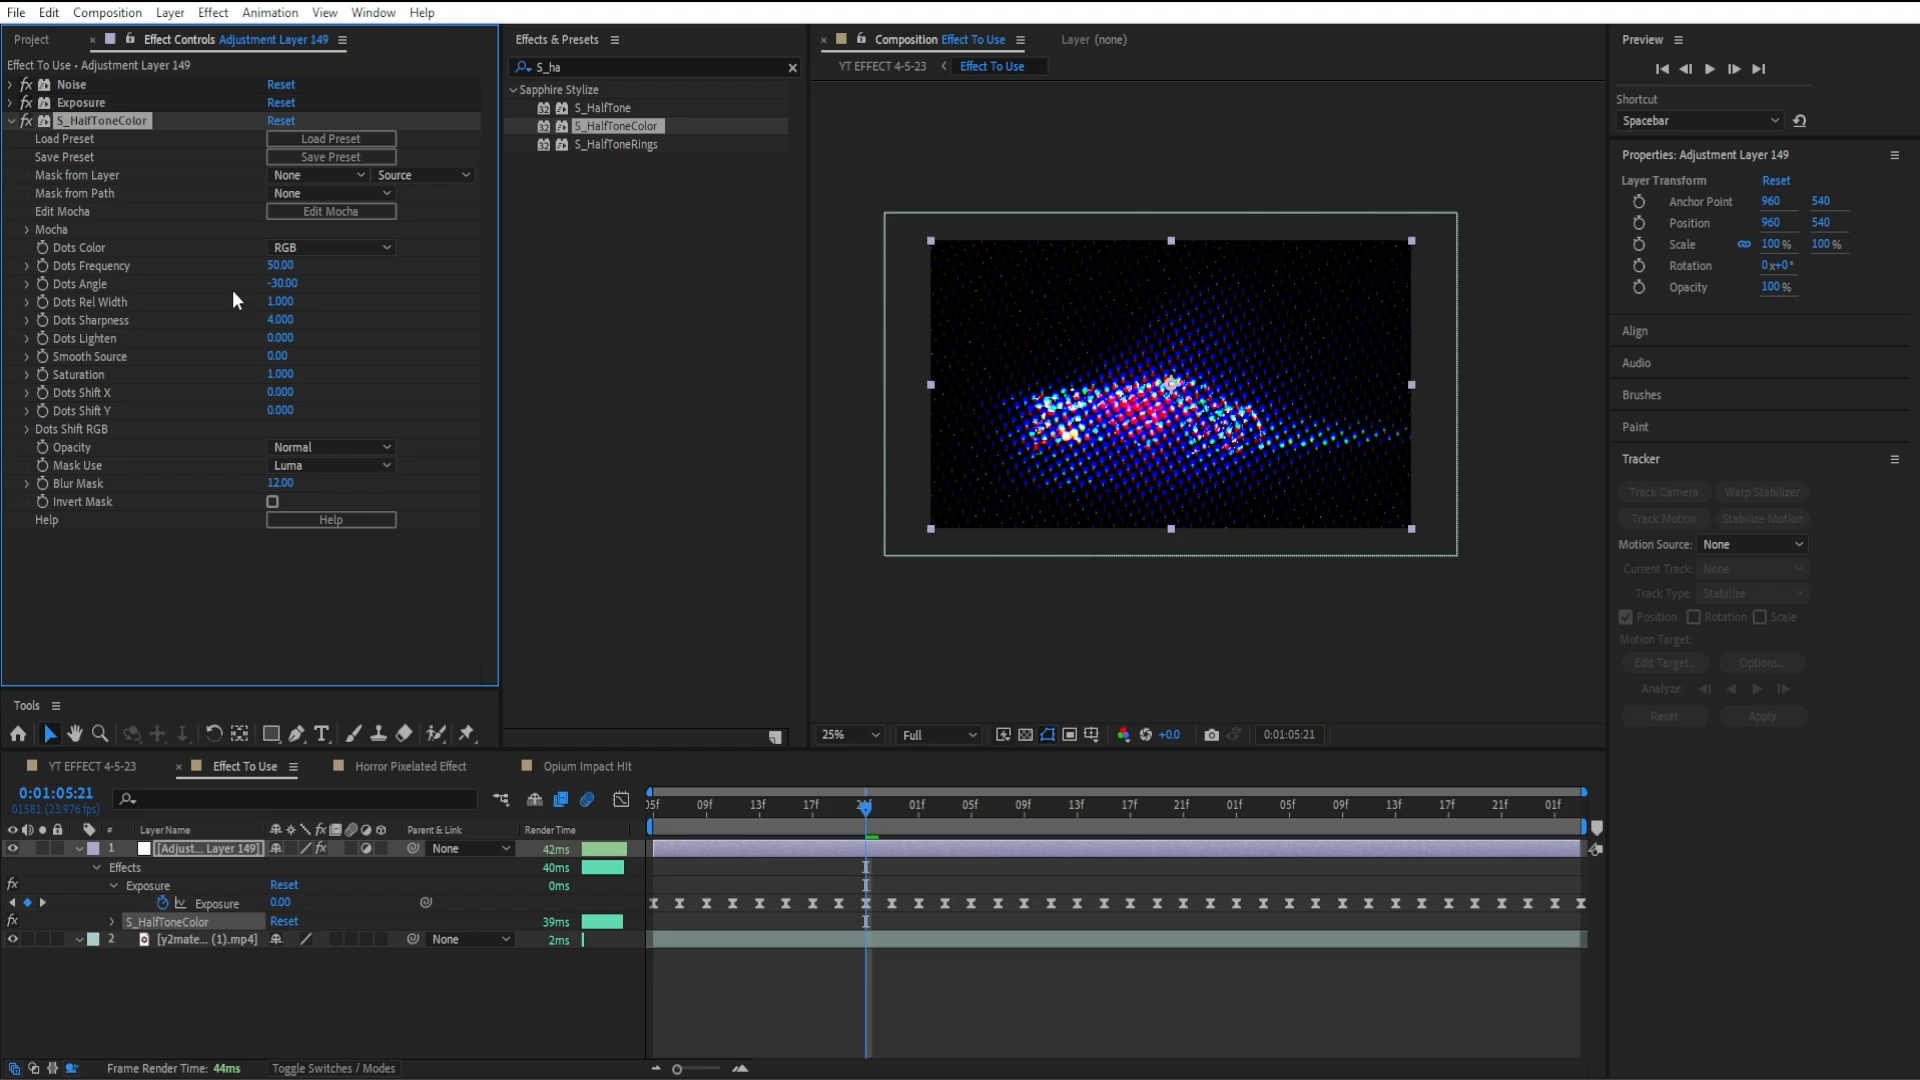 File Edit Composition Layer Effect Animation View Window Help
Project × Effect Controls Adjustment Layer 149
Effect To Use • Adjustment Layer 149
fx Noise Reset
fx Exposure Reset
fx S_HalfToneColor Reset
Load Preset Load Preset
Save Preset Save Preset
Mask from Layer None Source
Mask from Path None
Edit Mocha Edit Mocha
Mocha
Dots Color RGB
Dots Frequency 50.00
Dots Angle -30.00
Dots Rel Width 1.000
Dots Sharpness 4.000
Dots Lighten 0.000
Smooth Source 0.00
Saturation 1.000
Dots Shift X 0.000
Dots Shift Y 0.000
Dots Shift RGB
Opacity Normal
Mask Use Luma
Blur Mask 12.00
Invert Mask
Help Help
Effects & Presets
S_ha ×
Sapphire Stylize
32 S_HalfTone
32 S_HalfToneColor
32 S_HalfToneRings
× Composition Effect To Use Layer (none)
YT EFFECT 4-5-23 Effect To Use
25% Full +0.0 0:01:05:21
Preview
Shortcut
Spacebar
Properties: Adjustment Layer 149
Layer Transform Reset
Anchor Point 960 540
Position 960 540
Scale 100 % 100 %
Rotation 0x+0°
Opacity 100 %
Align
Audio
Brushes
Paint
Tracker
Track Camera Warp Stabilizer
Track Motion Stabilize Motion
Motion Source: None
Current Track: None
Track Type: Stabilize
Position Rotation Scale
Motion Target:
Edit Target... Options...
Analyze:
Reset Apply
Tools
YT EFFECT 4-5-23 × Effect To Use Horror Pixelated Effect Opium Impact HIt
0:01:05:21
01581 (23.976 fps)
05f 09f 13f 17f 21f 01f 05f 09f 13f 17f 21f 01f 05f 09f 13f 17f 21f 01f
# Layer Name fx Parent & Link Render Time
1 [Adjust... Layer 149] fx None 42ms
Effects 40ms
fx Exposure Reset 0ms
Exposure 0.00
fx S_HalfToneColor Reset 39ms
2 [y2mate... (1).mp4] None 2ms
Frame Render Time: 44ms Toggle Switches / Modes